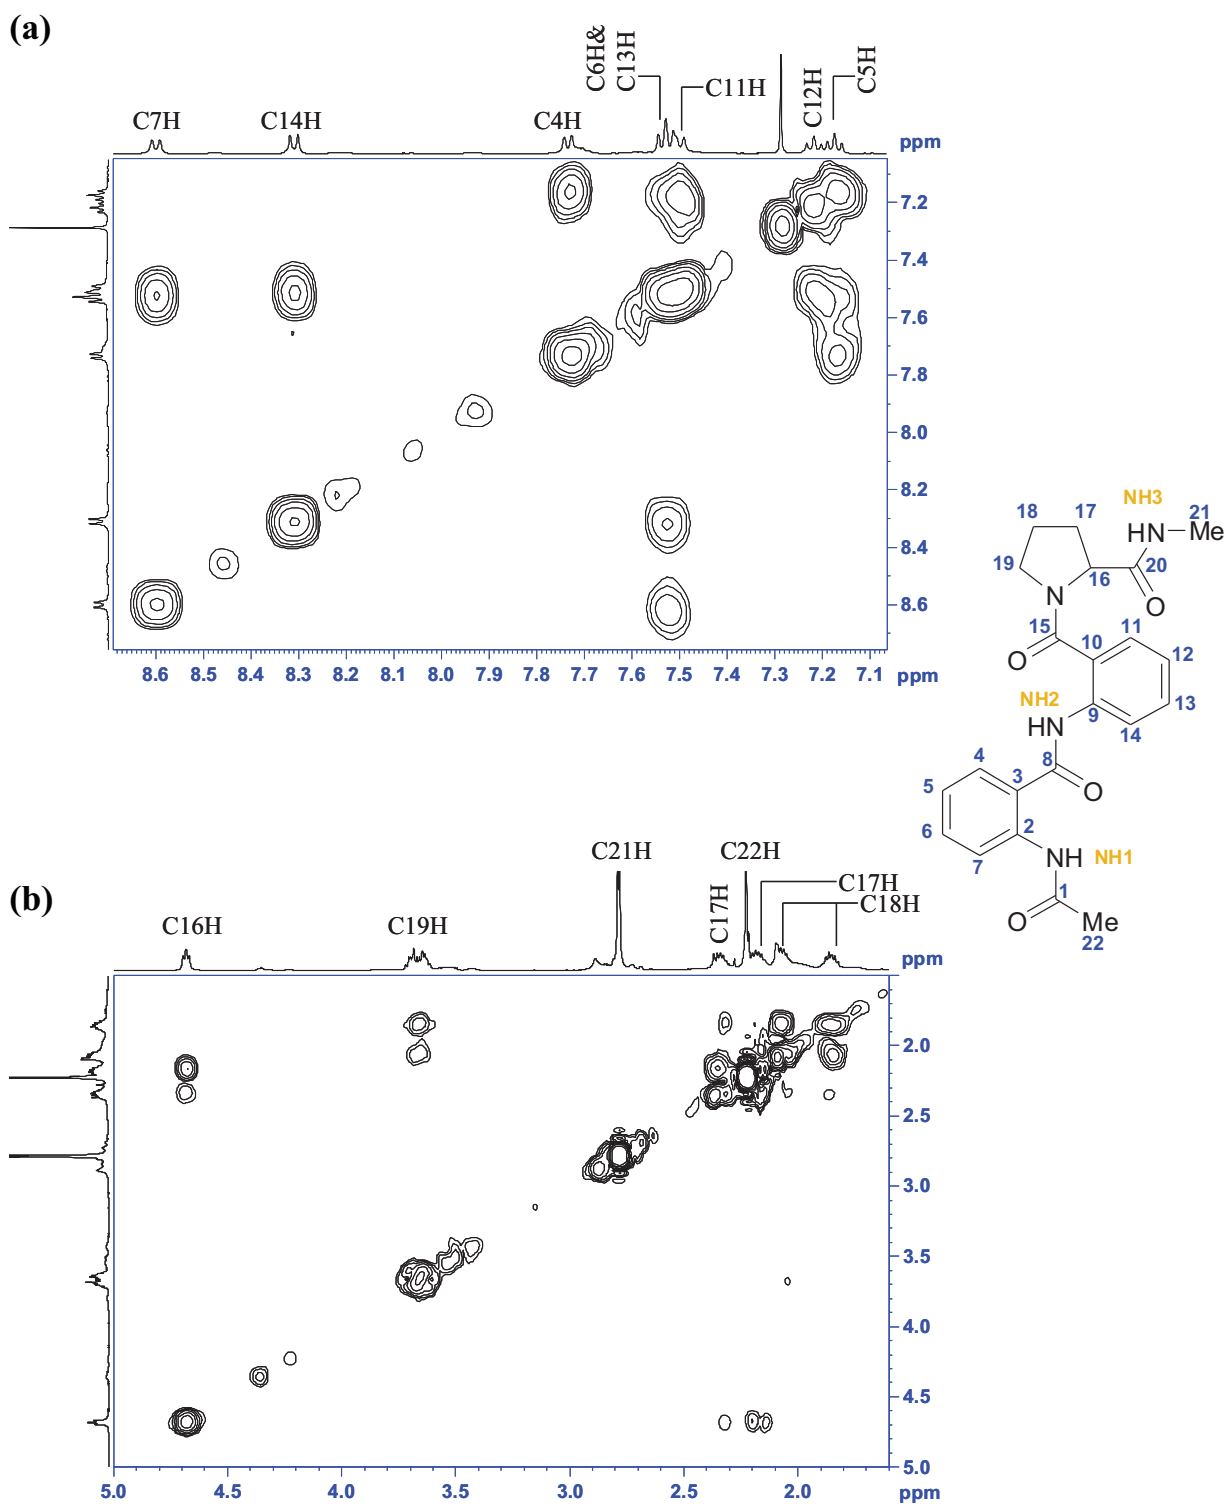 (a)
C6H&
C13H
C11H
C12H
C5H
C7H
C14H
C4H
ppm
7.2
7.4
7.6
7.8
8.0
8.2
8.4
8.6
8.6 8.5 8.4 8.3 8.2 8.1 8.0 7.9 7.8 7.7 7.6 7.5 7.4 7.3 7.2 7.1 ppm
NH3
18 17 21
HN Me
19 16 20
N O
15 10 11
O 12
NH2 9 13
HN 14
4 8
5 3 O
6 2
7 NH NH1
1
O Me
22
(b)
C21H C22H
C17H
C17H
C18H
C16H C19H
ppm
2.0
2.5
3.0
3.5
4.0
4.5
5.0
5.0 4.5 4.0 3.5 3.0 2.5 2.0 ppm